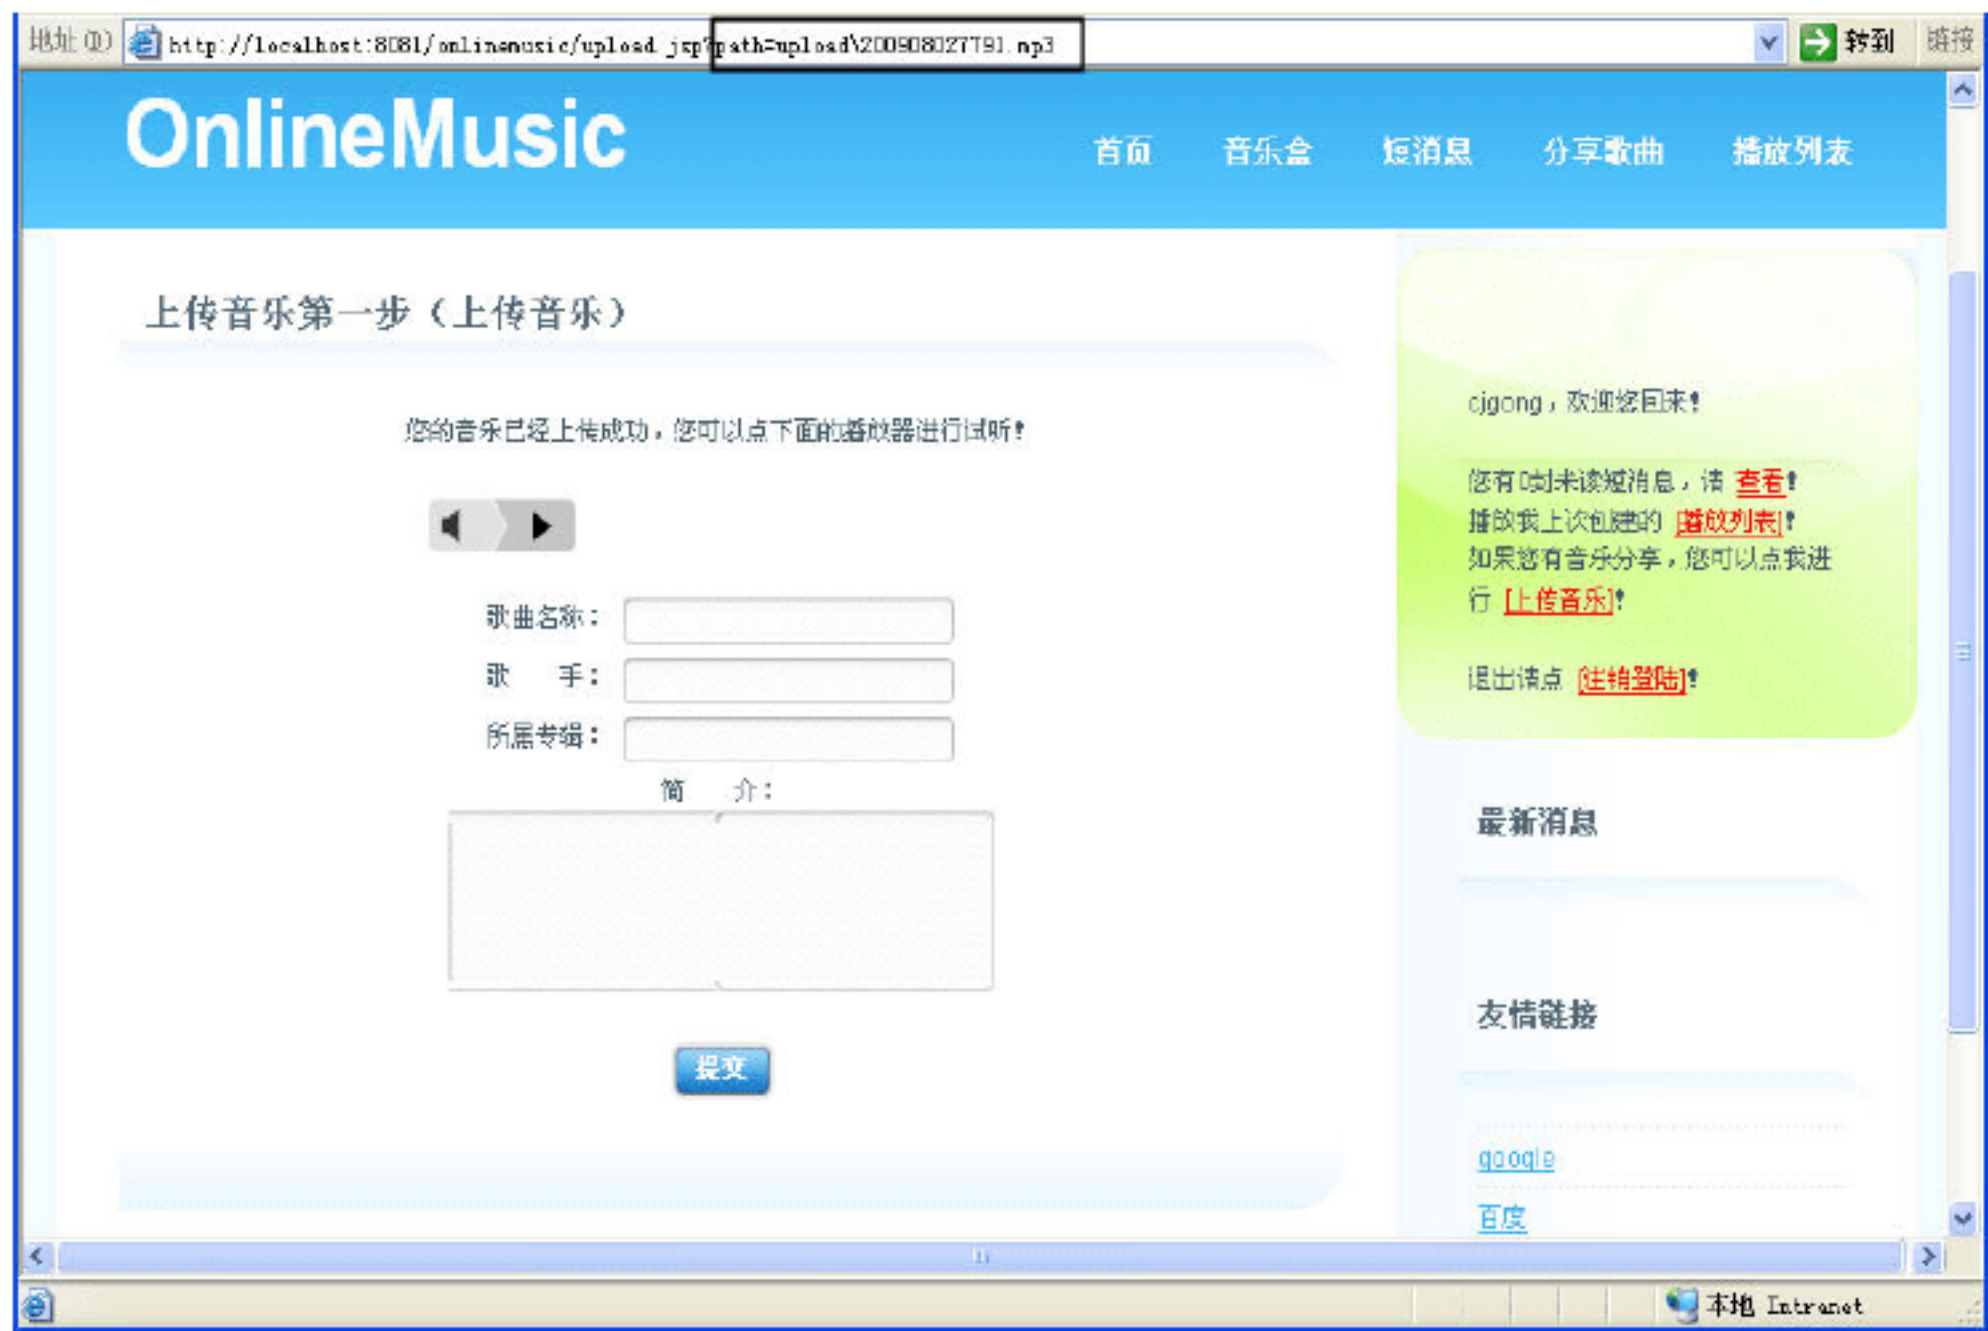 地址(D) http://localhost:8081/onlinemusic/upload.jsp?path=upload\200908027791.mp3 转到 链接
OnlineMusic
首页 音乐盒 短消息 分享歌曲 播放列表
上传音乐第一步（上传音乐）
您的音乐已经上传成功，您可以点下面的播放器进行试听！
歌曲名称：
歌 手：
所属专辑：
简 介：
提交
cjgong，欢迎您回来！
您有0封未读短消息，请 查看！
播放我上次创建的 [播放列表]！
如果您有音乐分享，您可以点我进
行 [上传音乐]！
退出请点 [注销登陆]！
最新消息
友情链接
google
百度
本地 Intranet